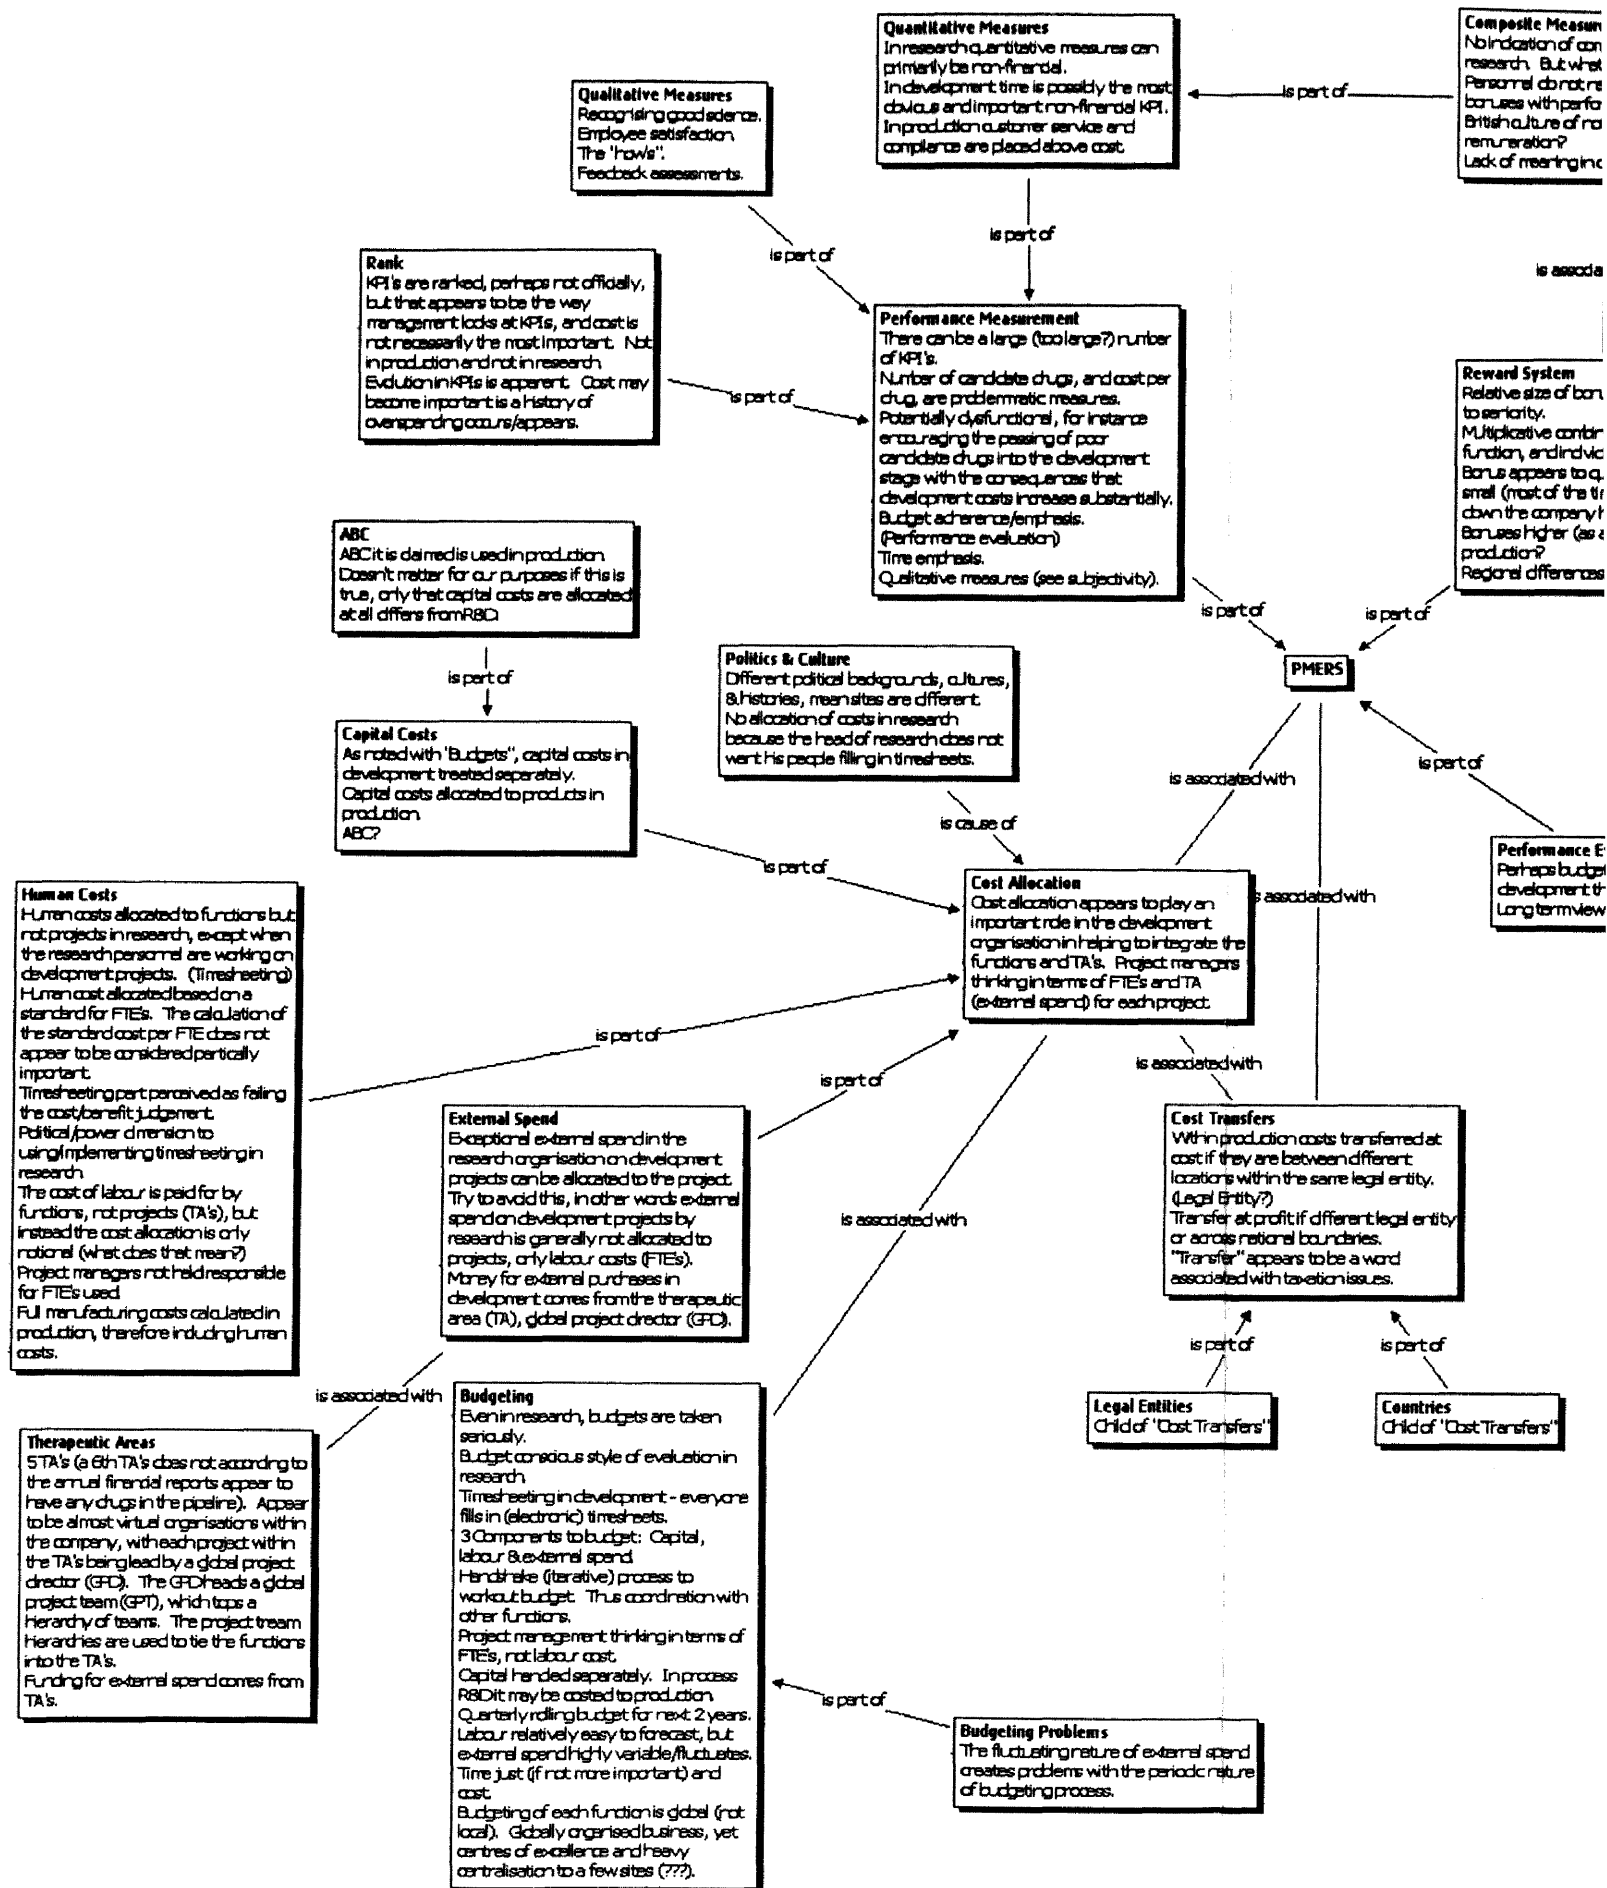 Quantitative Measures
In research quantitative measures can
primarily be non-financial.
In development time is possibly the most
obvious and important non-financial KPI.
In production customer service and
compliance are placed above cost.
Composite Measur
No indication of com
research. But what
Personnel do not re
bonuses with perfo
British culture of no
remuneration?
Lack of meaning in c
is part of
Qualitative Measures
Recognising good science.
Employee satisfaction
The "how's".
Feedback assessments.
is part of
is part of
is associa
Rank
KPI's are ranked, perhaps not officially,
but that appears to be the way
management looks at KPIs, and cost is
not necessarily the most important. Not
in production and not in research
Evolution in KPIs is apparent. Cost may
become important is a history of
overspending occurs/appears.
is part of
Performance Measurement
There can be a large (too large?) number
of KPI's.
Number of candidate drugs, and cost per
drug, are problemmatic measures.
Potentially dysfunctional, for instance
encouraging the passing of poor
candidate drugs into the development
stage with the consequences that
development costs increase substantially.
Budget adherence/emphasis.
(Performance evaluation)
Time emphasis.
Qualitative measures (see subjectivity).
Reward System
Relative size of bonu
to seniority.
Multiplicative combin
function, and individ
Bonus appears to q
small (most of the tir
down the company h
Bonuses higher (as a
production?
Regional differences
is part of
is part of
PMERS
ABC
ABC it is claimed is used in production
Doesn't matter for our purposes if this is
true, only that capital costs are allocated
at all differs from R&D
is part of
Politics & Culture
Different political backgrounds, cultures,
& histories, mean sites are different.
No allocation of costs in research
because the head of research does not
want his people filling in timesheets.
Capital Costs
As noted with 'Budgets", capital costs in
development treated separately.
Capital costs allocated to products in
production
ABC?
is associated with
is part of
is cause of
is part of
Performance E
Perhaps budget
development th
Long term view
Cost Allocation
Cost allocation appears to play an
important role in the development
organisation in helping to integrate the
functions and TA's. Project managers
thinking in terms of FTE's and TA
(external spend) for each project.
is associated with
Human Costs
Human costs allocated to functions but
not projects in research, except when
the research personnel are working on
development projects. (Timesheeting)
Human cost allocated based on a
standard for FTE's. The calculation of
the standard cost per FTE does not
appear to be considered partically
important.
Timesheeting part perceived as failing
the cost/benefit judgement.
Political/power dimension to
using/implementing timesheeting in
research
The cost of labour is paid for by
functions, not projects (TA's), but
instead the cost allocation is only
notional (what does that mean?)
Project managers not held responsible
for FTE's used
Full manufacturing costs calculated in
production, therefore including human
costs.
is part of
is part of
is associated with
External Spend
Exceptional external spend in the
research organisation on development
projects can be allocated to the project.
Try to avoid this, in other words external
spend on development projects by
research is generally not allocated to
projects, only labour costs (FTE's).
Money for external purchases in
development comes from the therapeutic
area (TA), global project director (GPD).
Cost Transfers
Within production costs transferred at
cost if they are between different
locations within the same legal entity.
(Legal Entity?)
Transfer at profit if different legal entity
or across national boundaries.
"Transfer" appears to be a word
associated with taxation issues.
is associated with
is part of
is part of
Legal Entities
Child of "Cost Transfers"
Countries
Child of "Cost Transfers"
is associated with
Therapeutic Areas
5 TA's (a 6th TA's does not according to
the annual financial reports appear to
have any drugs in the pipeline). Appear
to be almost virtual organisations within
the company, with each project within
the TA's being lead by a global project
director (GPD). The GPD heads a global
project team (GPT), which tops a
hierarchy of teams. The project tream
hierarchies are used to tie the functions
into the TA's.
Funding for external spend comes from
TA's.
Budgeting
Even in research, budgets are taken
seriously.
Budget conscious style of evaluation in
research
Timesheeting in development - everyone
fills in (electronic) timesheets.
3 Components to budget: Capital,
labour & external spend
Handshake (iterative) process to
workout budget. Thus coordination with
other functions.
Project management thinking in terms of
FTE's, not labour cost.
Capital handed separately. In process
R&D it may be costed to production
Quarterly rolling budget for next 2 years.
Labour relatively easy to forecast, but
external spend highly variable/fluctuates.
Time just (if not more important) and
cost.
Budgeting of each function is global (not
local). Globally organised business, yet
centres of excellence and heavy
centralisation to a few sites (???).
is part of
Budgeting Problems
The fluctuating nature of external spend
creates problems with the periodic nature
of budgeting process.